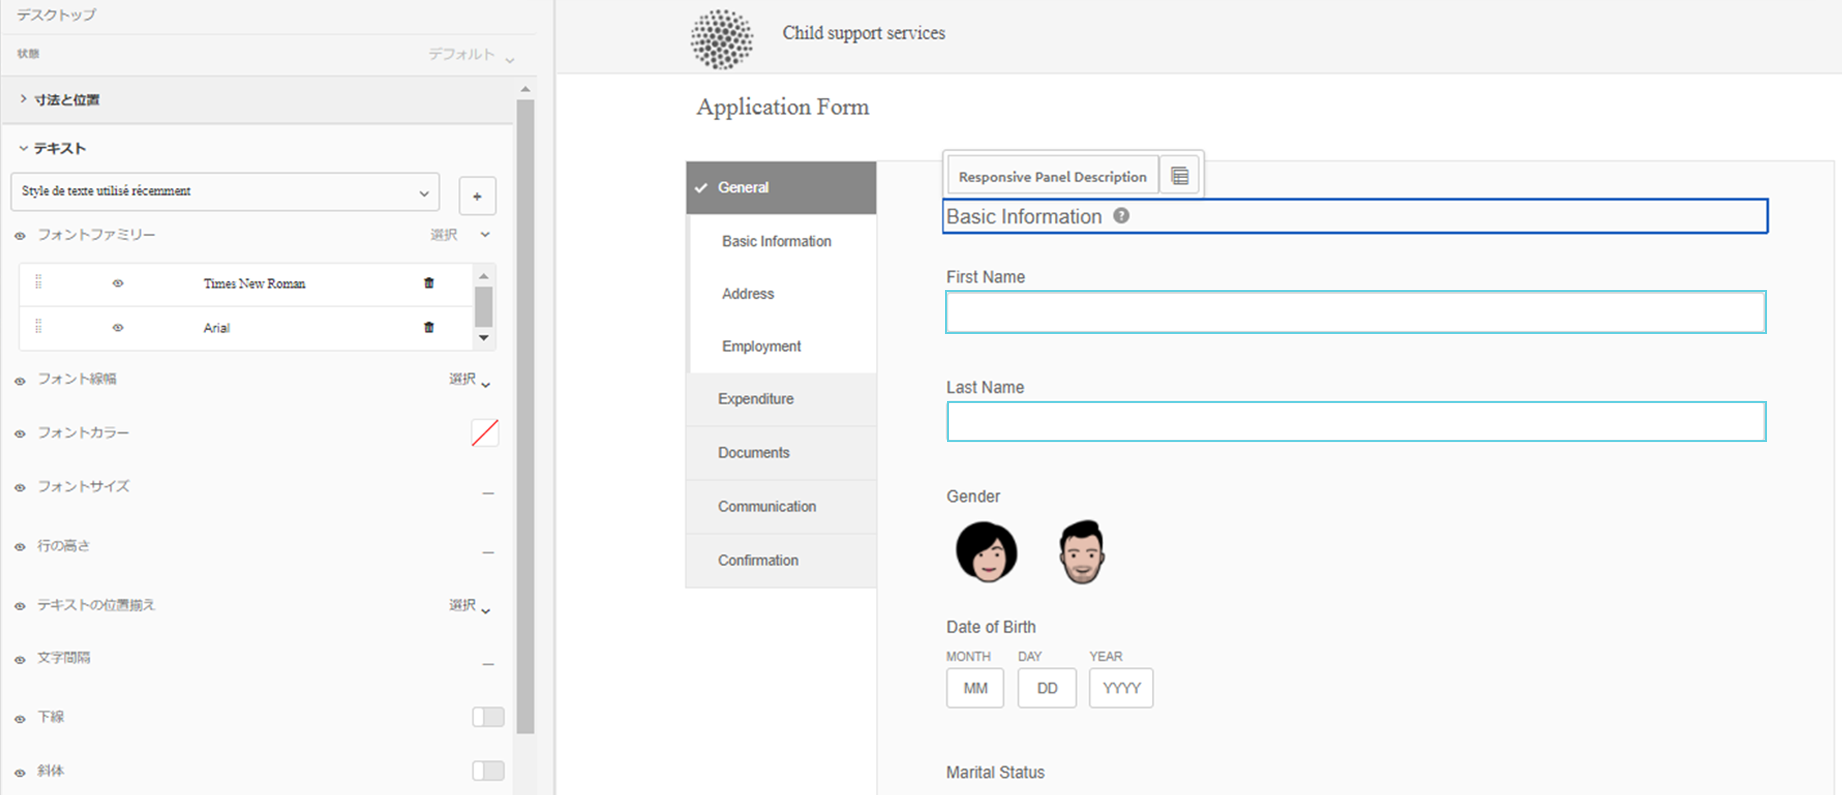 デスクトップ
状態
デフォルト
寸法と位置
テキスト
Style de texte utilisé récemment
+
フォントファミリー
選択
Times New Roman
Arial
フォント線幅
選択
フォントカラー
フォントサイズ
行の高さ
テキストの位置揃え
選択
文字間隔
下線
斜体
Child support services
Application Form
General
Basic Information
Address
Employment
Expenditure
Documents
Communication
Confirmation
Responsive Panel Description
Basic Information ?
First Name
Last Name
Gender
Date of Birth
MONTH DAY YEAR
MM DD YYYY
Marital Status